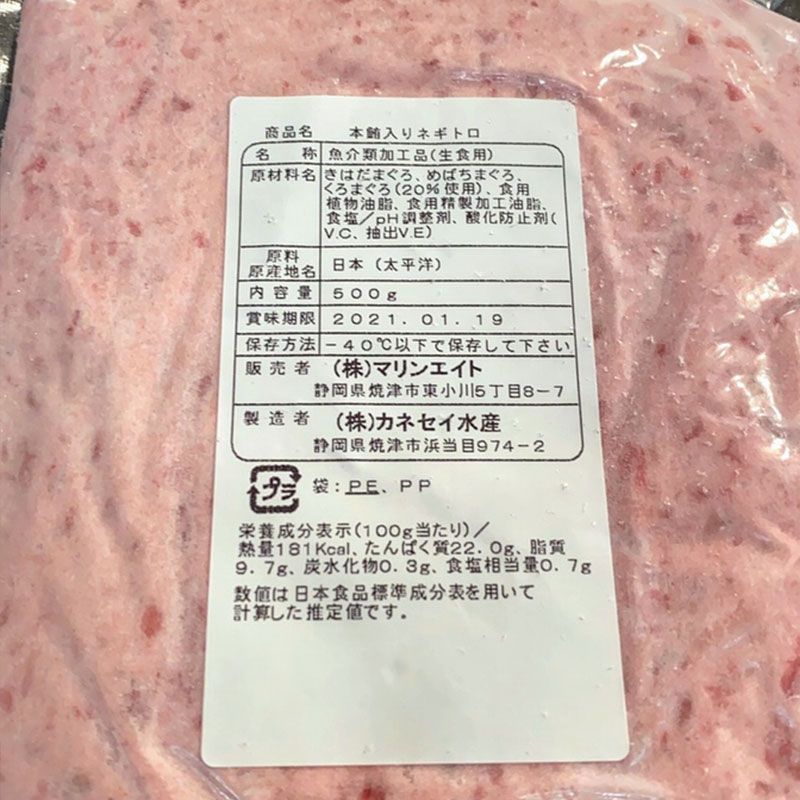 商品名 本鮪入りネギトロ
名称 魚介類加工品(生食用)
原材料名 きはだまぐろ、めばちまぐろ、
くろまぐろ(20%使用)、食用
植物油脂、食用精製加工油脂、
食塩/pH調整剤、酸化防止剤(
V.C、抽出V.E)
原料
原産地名 日本(太平洋)
内容量 500g
賞味期限 2021.01.19
保存方法 -40℃以下で保存して下さい
販売者 (株)マリンエイト
静岡県焼津市東小川5丁目8-7
製造者 (株)カネセイ水産
静岡県焼津市浜当目974-2
プラ 袋:PE、PP
栄養成分表示(100g当たり)/
熱量181Kcal、たんぱく質22.0g、脂質
9.7g、炭水化物0.3g、食塩相当量0.7g
数値は日本食品標準成分表を用いて
計算した推定値です。